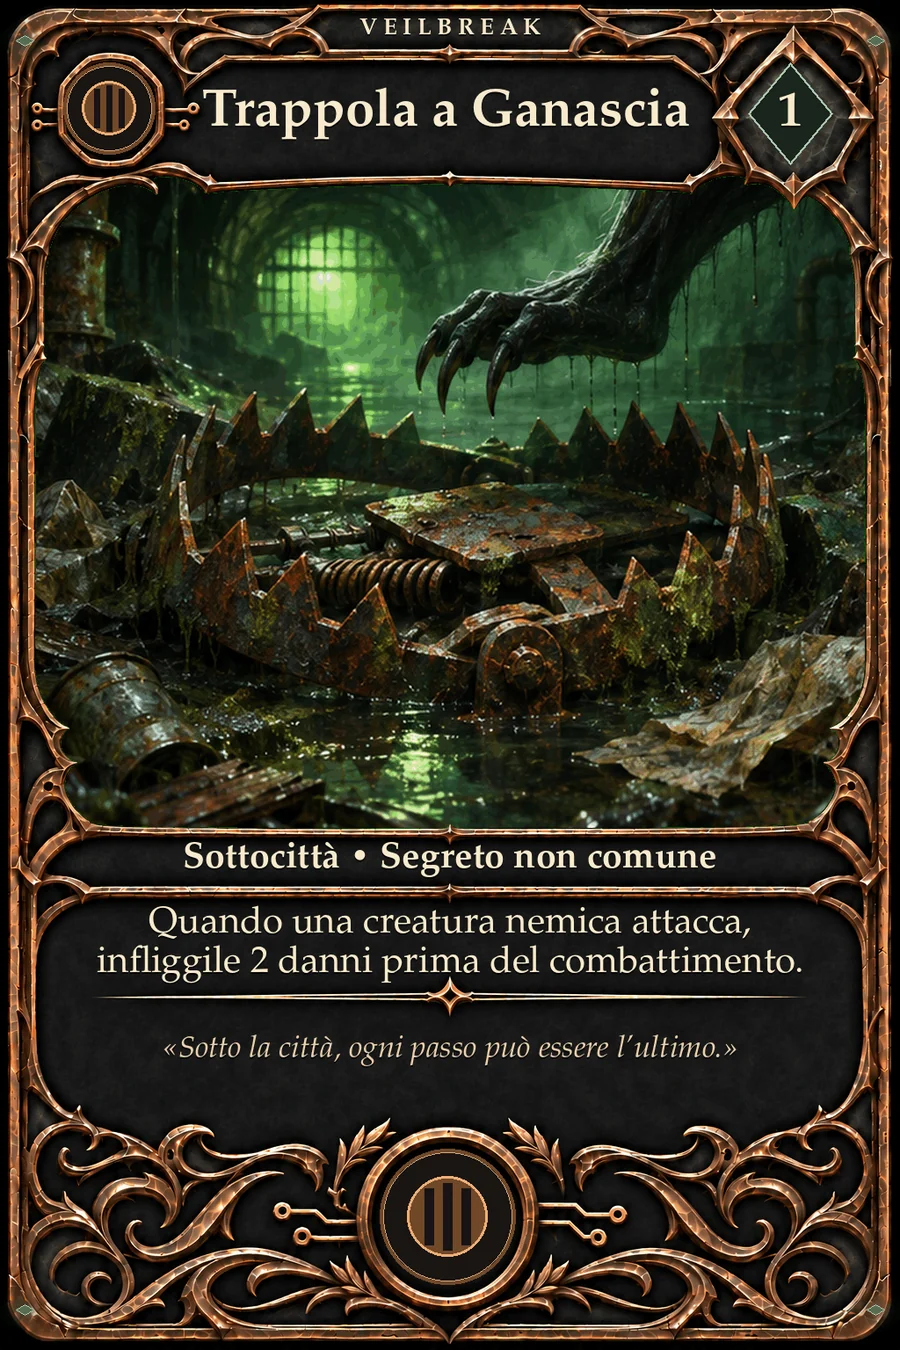 VEILBREAK
Trappola a Ganascia
1
Sottocittà • Segreto non comune
Quando una creatura nemica attacca,
infliggile 2 danni prima del combattimento.
«Sotto la città, ogni passo può essere l'ultimo.»